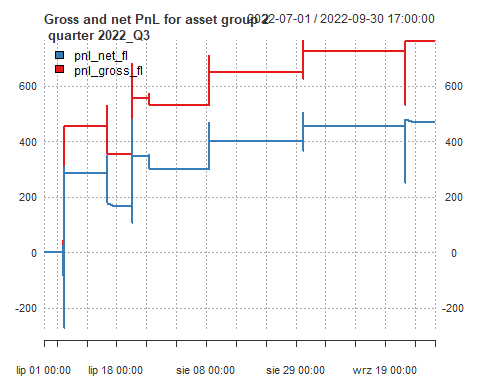 Gross and net PnL for asset group 2
2022-07-01 / 2022-09-30 17:00:00
quarter 2022_Q3
pnl_net_fl
pnl_gross_fl
600 600
400 400
200 200
0 0
-200 -200
lip 01 00:00 lip 18 00:00 sie 08 00:00 sie 29 00:00 wrz 19 00:00